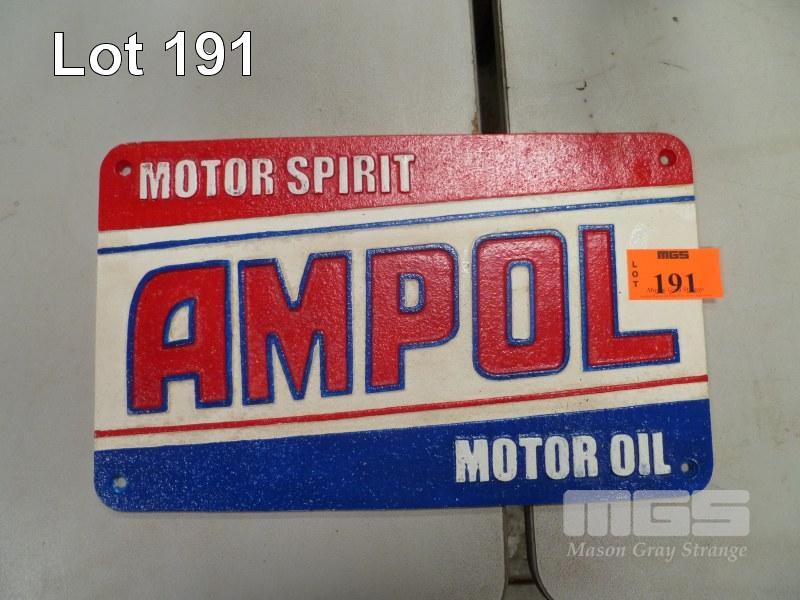 Lot 191
MOTOR SPIRIT
AMPOL
MGS
LOT
191
MOTOR OIL
MGS
Mason Gray Strange